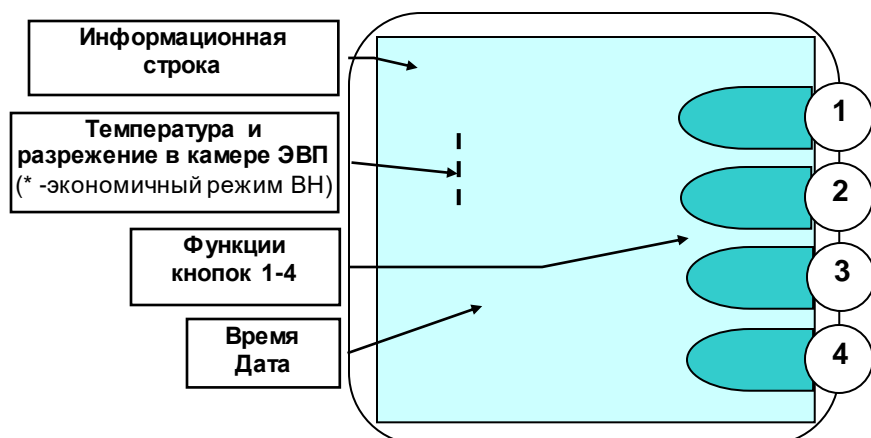 Информационная
строка
Температура и
разрежение в камере ЭВП
(* -экономичный режим ВН)
Функции
кнопок 1-4
Время
Дата
1
2
3
4